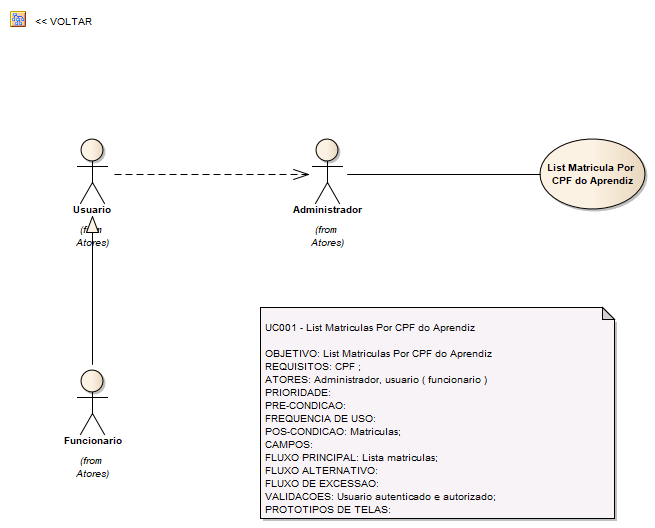 << VOLTAR
List Matricula Por
CPF do Aprendiz
Usuario
(from
Atores)
Administrador
(from
Atores)
UC001 - List Matriculas Por CPF do Aprendiz
OBJETIVO: List Matriculas Por CPF do Aprendiz
REQUISITOS: CPF ;
ATORES: Administrador, usuario ( funcionario )
PRIORIDADE:
PRE-CONDICAO:
FREQUENCIA DE USO:
POS-CONDICAO: Matriculas;
CAMPOS:
FLUXO PRINCIPAL: Lista matriculas;
FLUXO ALTERNATIVO:
FLUXO DE EXCESSAO:
VALIDACOES: Usuario autenticado e autorizado;
PROTOTIPOS DE TELAS:
Funcionario
(from
Atores)